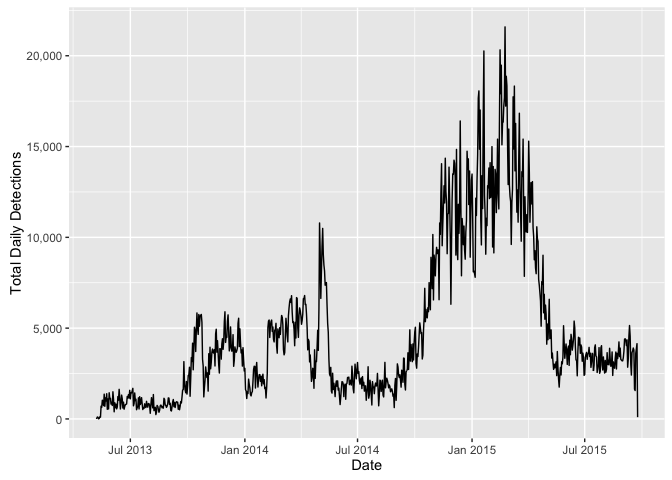 20,000
15,000
10,000
5,000
0
Total Daily Detections
Jul 2013
Jan 2014
Jul 2014
Jan 2015
Jul 2015
Date